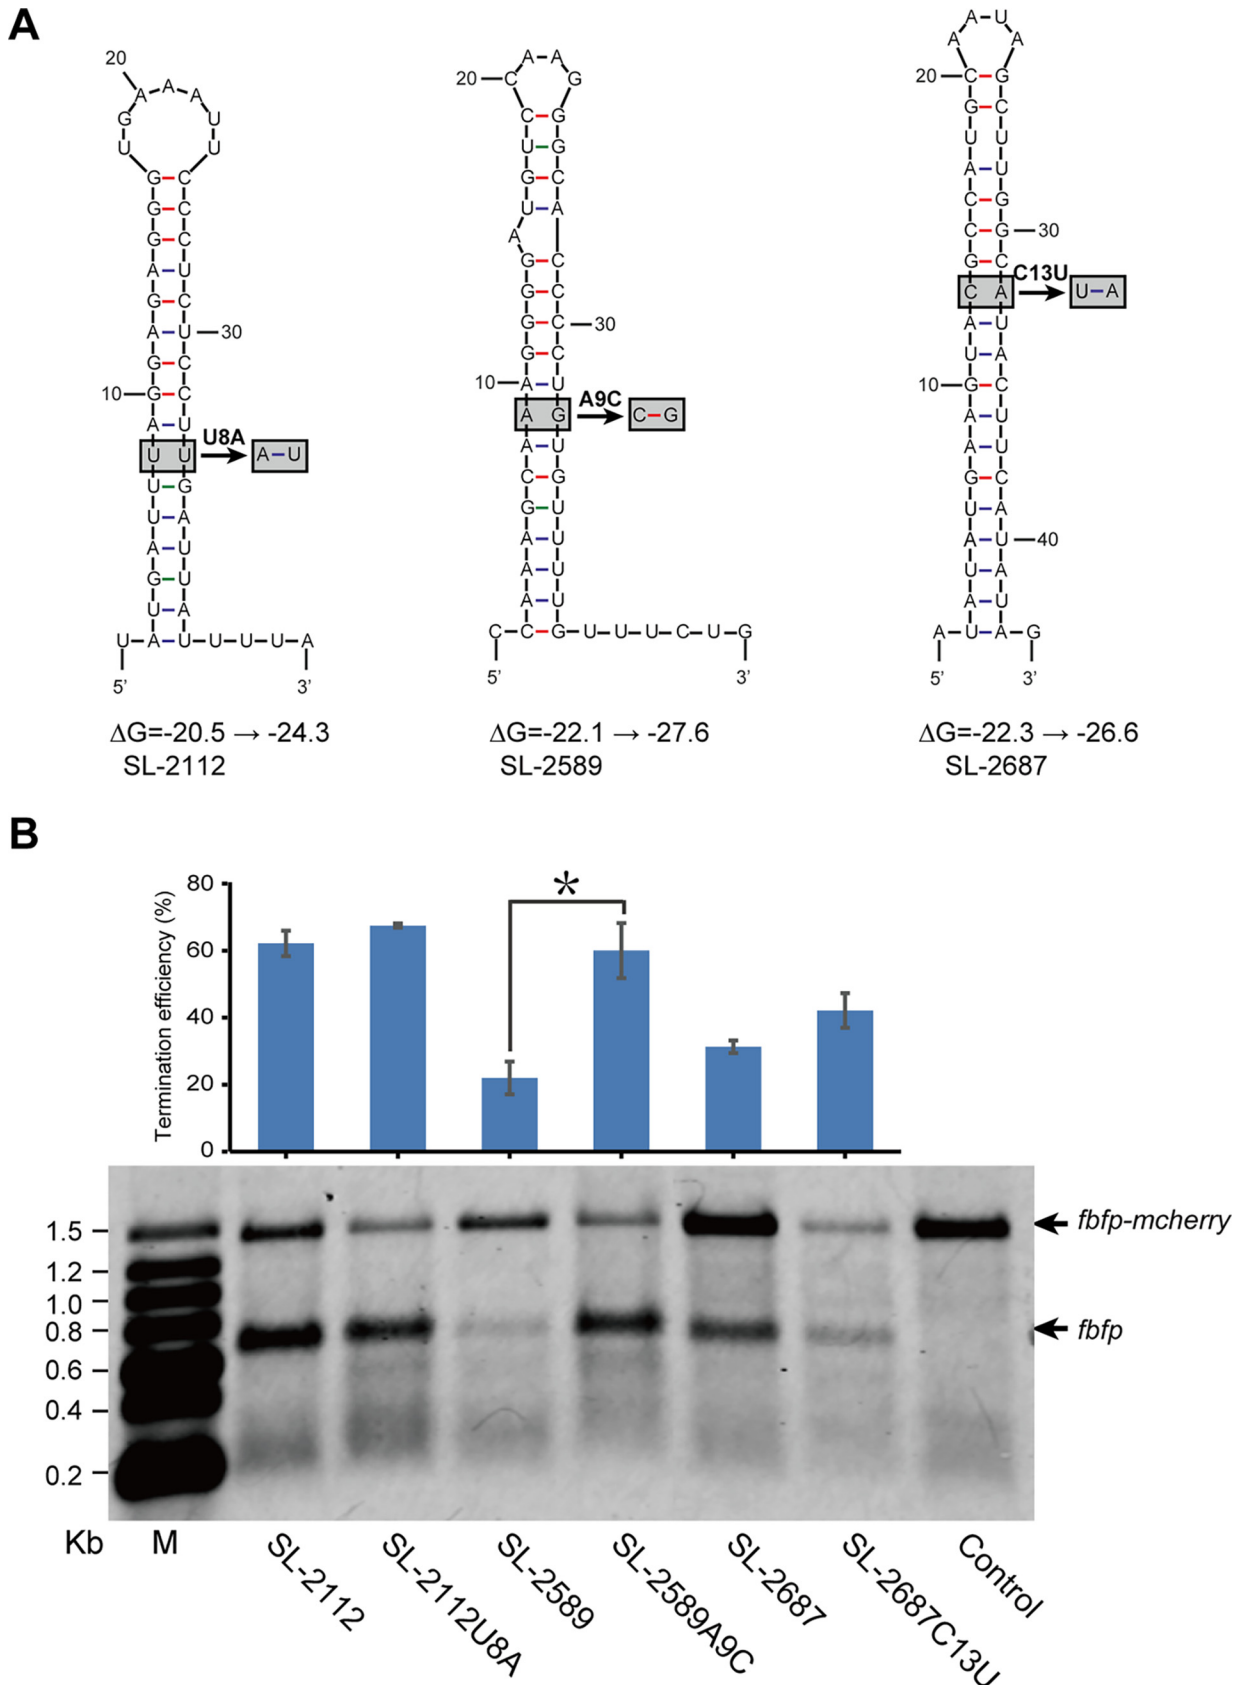 A
20
A A A
G U
U U
G C
G C
G C
A U
G C
A U 30
G C
10 G C
A U
U U U8A A U
U G
U A
A U
G U
U A
U A U U U U A
5' 3'
ΔG=-20.5 → -24.3
SL-2112
A A
20 C G
C G
U G
G C
U A
A
G C
G C
G C 30
G C
10 A U
A G A9C C G
A U
C G
G U
A U
A U
A U
C C G U U U C U G
5' 3'
ΔG=-22.1 → -27.6
SL-2589
A U
A A
20 C G
G C
U U
A U
C G
C G 30
G C
C A C13U U A
A U
U A
10 G C
A U
A U
G C
U A
A U 40
U A
A U
A U A G
5' 3'
ΔG=-22.3 → -26.6
SL-2687
B
Termination efficiency (%)
80
60
40
20
0
*
1.5
1.2
1.0
0.8
0.6
0.4
0.2
fbfp-mcherry
fbfp
Kb M SL-2112 SL-2112U8A SL-2589 SL-2589A9C SL-2687 SL-2687C13U Control